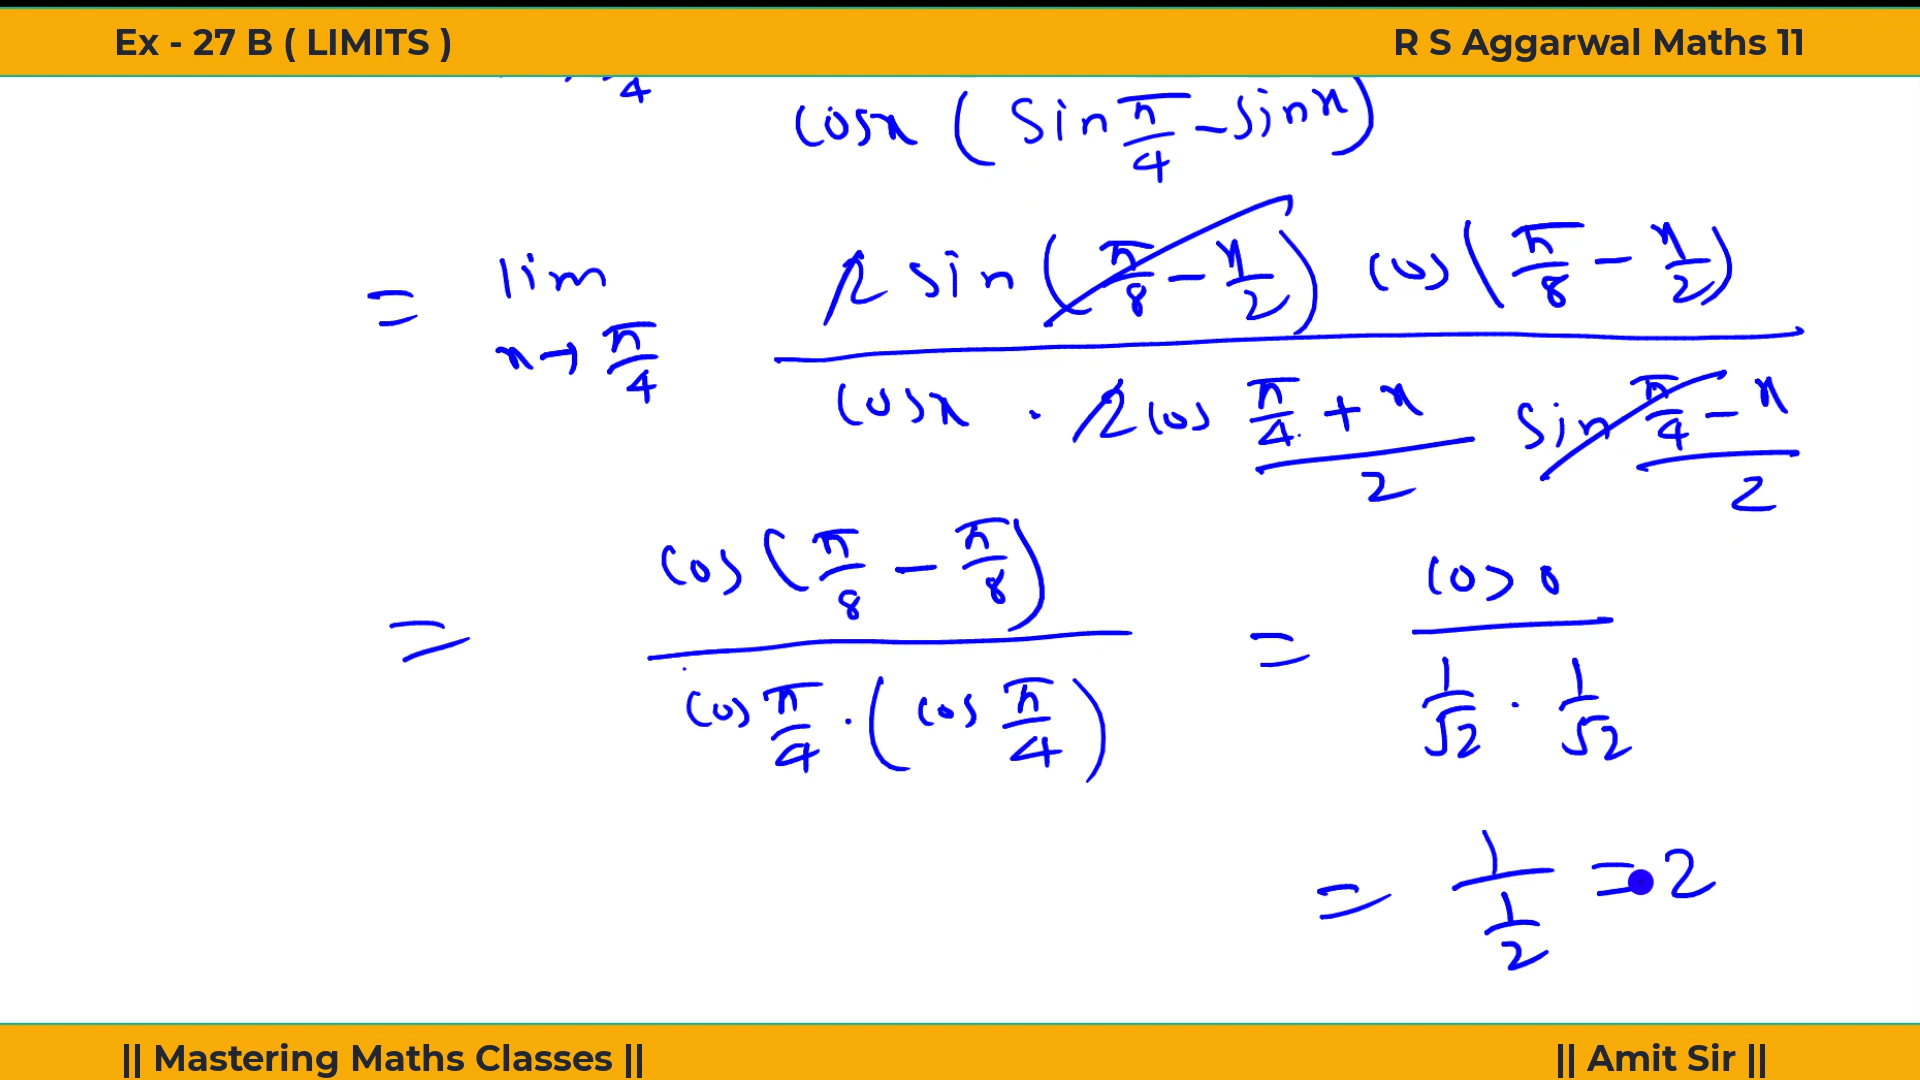 Ex - 27 B ( LIMITS )
R S Aggarwal Maths 11
4
cosx ( sin π/4 - sinx )
= lim x→π/4 2 sin ( π/8 - x/2 ) cos ( π/8 - x/2 )
cosx · 2 cos (π/4 + x)/2 sin (π/4 - x)/2
= cos ( π/8 - π/8 ) / cos π/4 · ( cos π/4 ) = cos 0 / 1/√2 · 1/√2
= 1 / 1/2 = 2
|| Mastering Maths Classes ||
|| Amit Sir ||